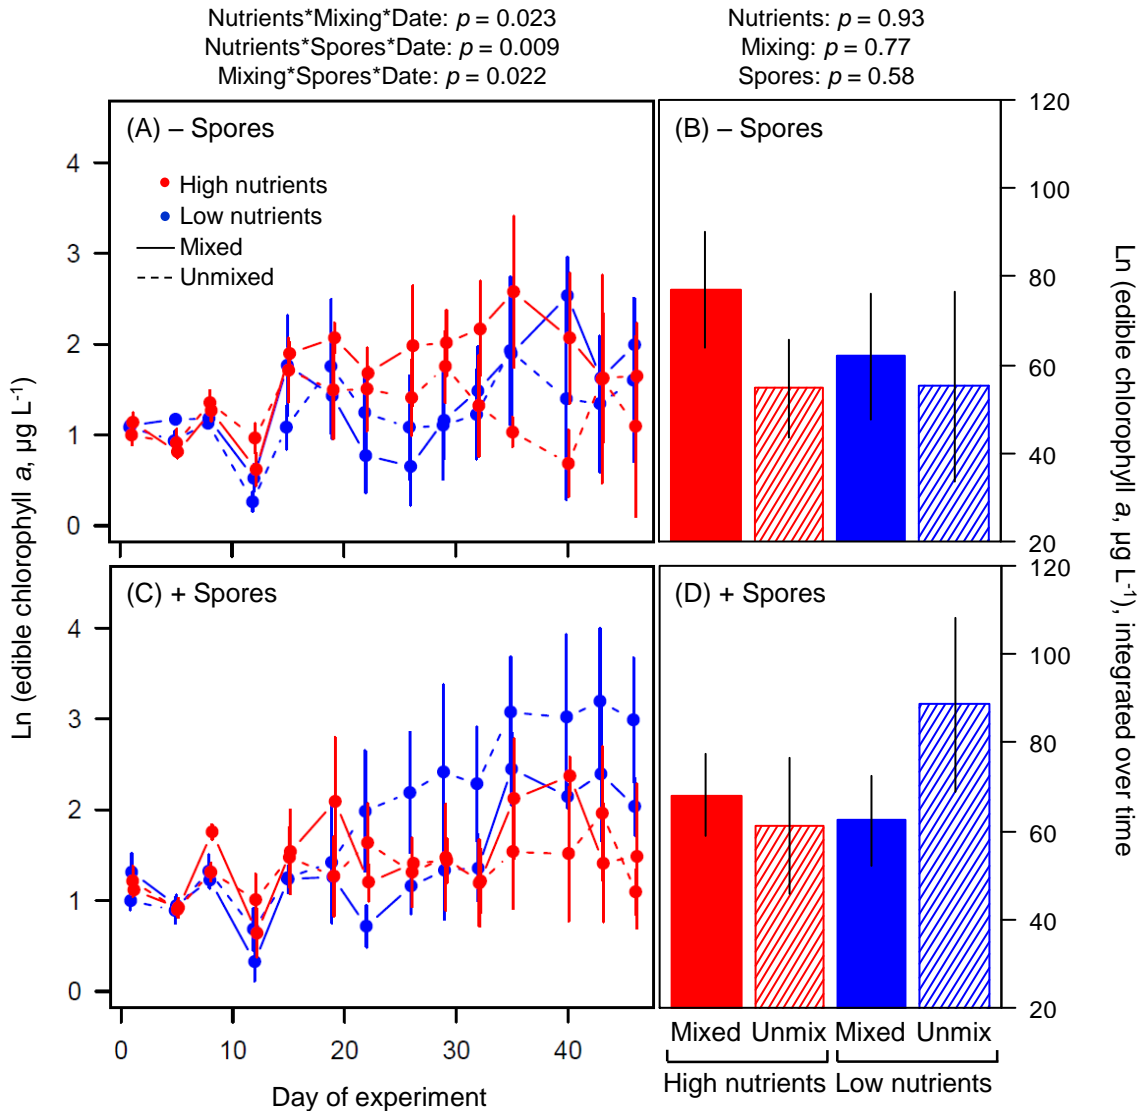 Nutrients*Mixing*Date: p = 0.023
Nutrients*Spores*Date: p = 0.009
Mixing*Spores*Date: p = 0.022
Nutrients: p = 0.93
Mixing: p = 0.77
Spores: p = 0.58
Ln (edible chlorophyll a, µg L⁻¹)
(A) – Spores
High nutrients
Low nutrients
Mixed
Unmixed
4
3
2
1
0
(B) – Spores
120
100
80
60
40
20
(C) + Spores
4
3
2
1
0
0
10
20
30
40
Day of experiment
(D) + Spores
120
100
80
60
40
20
Mixed Unmix Mixed Unmix
High nutrients Low nutrients
Ln (edible chlorophyll a, µg L⁻¹), integrated over time